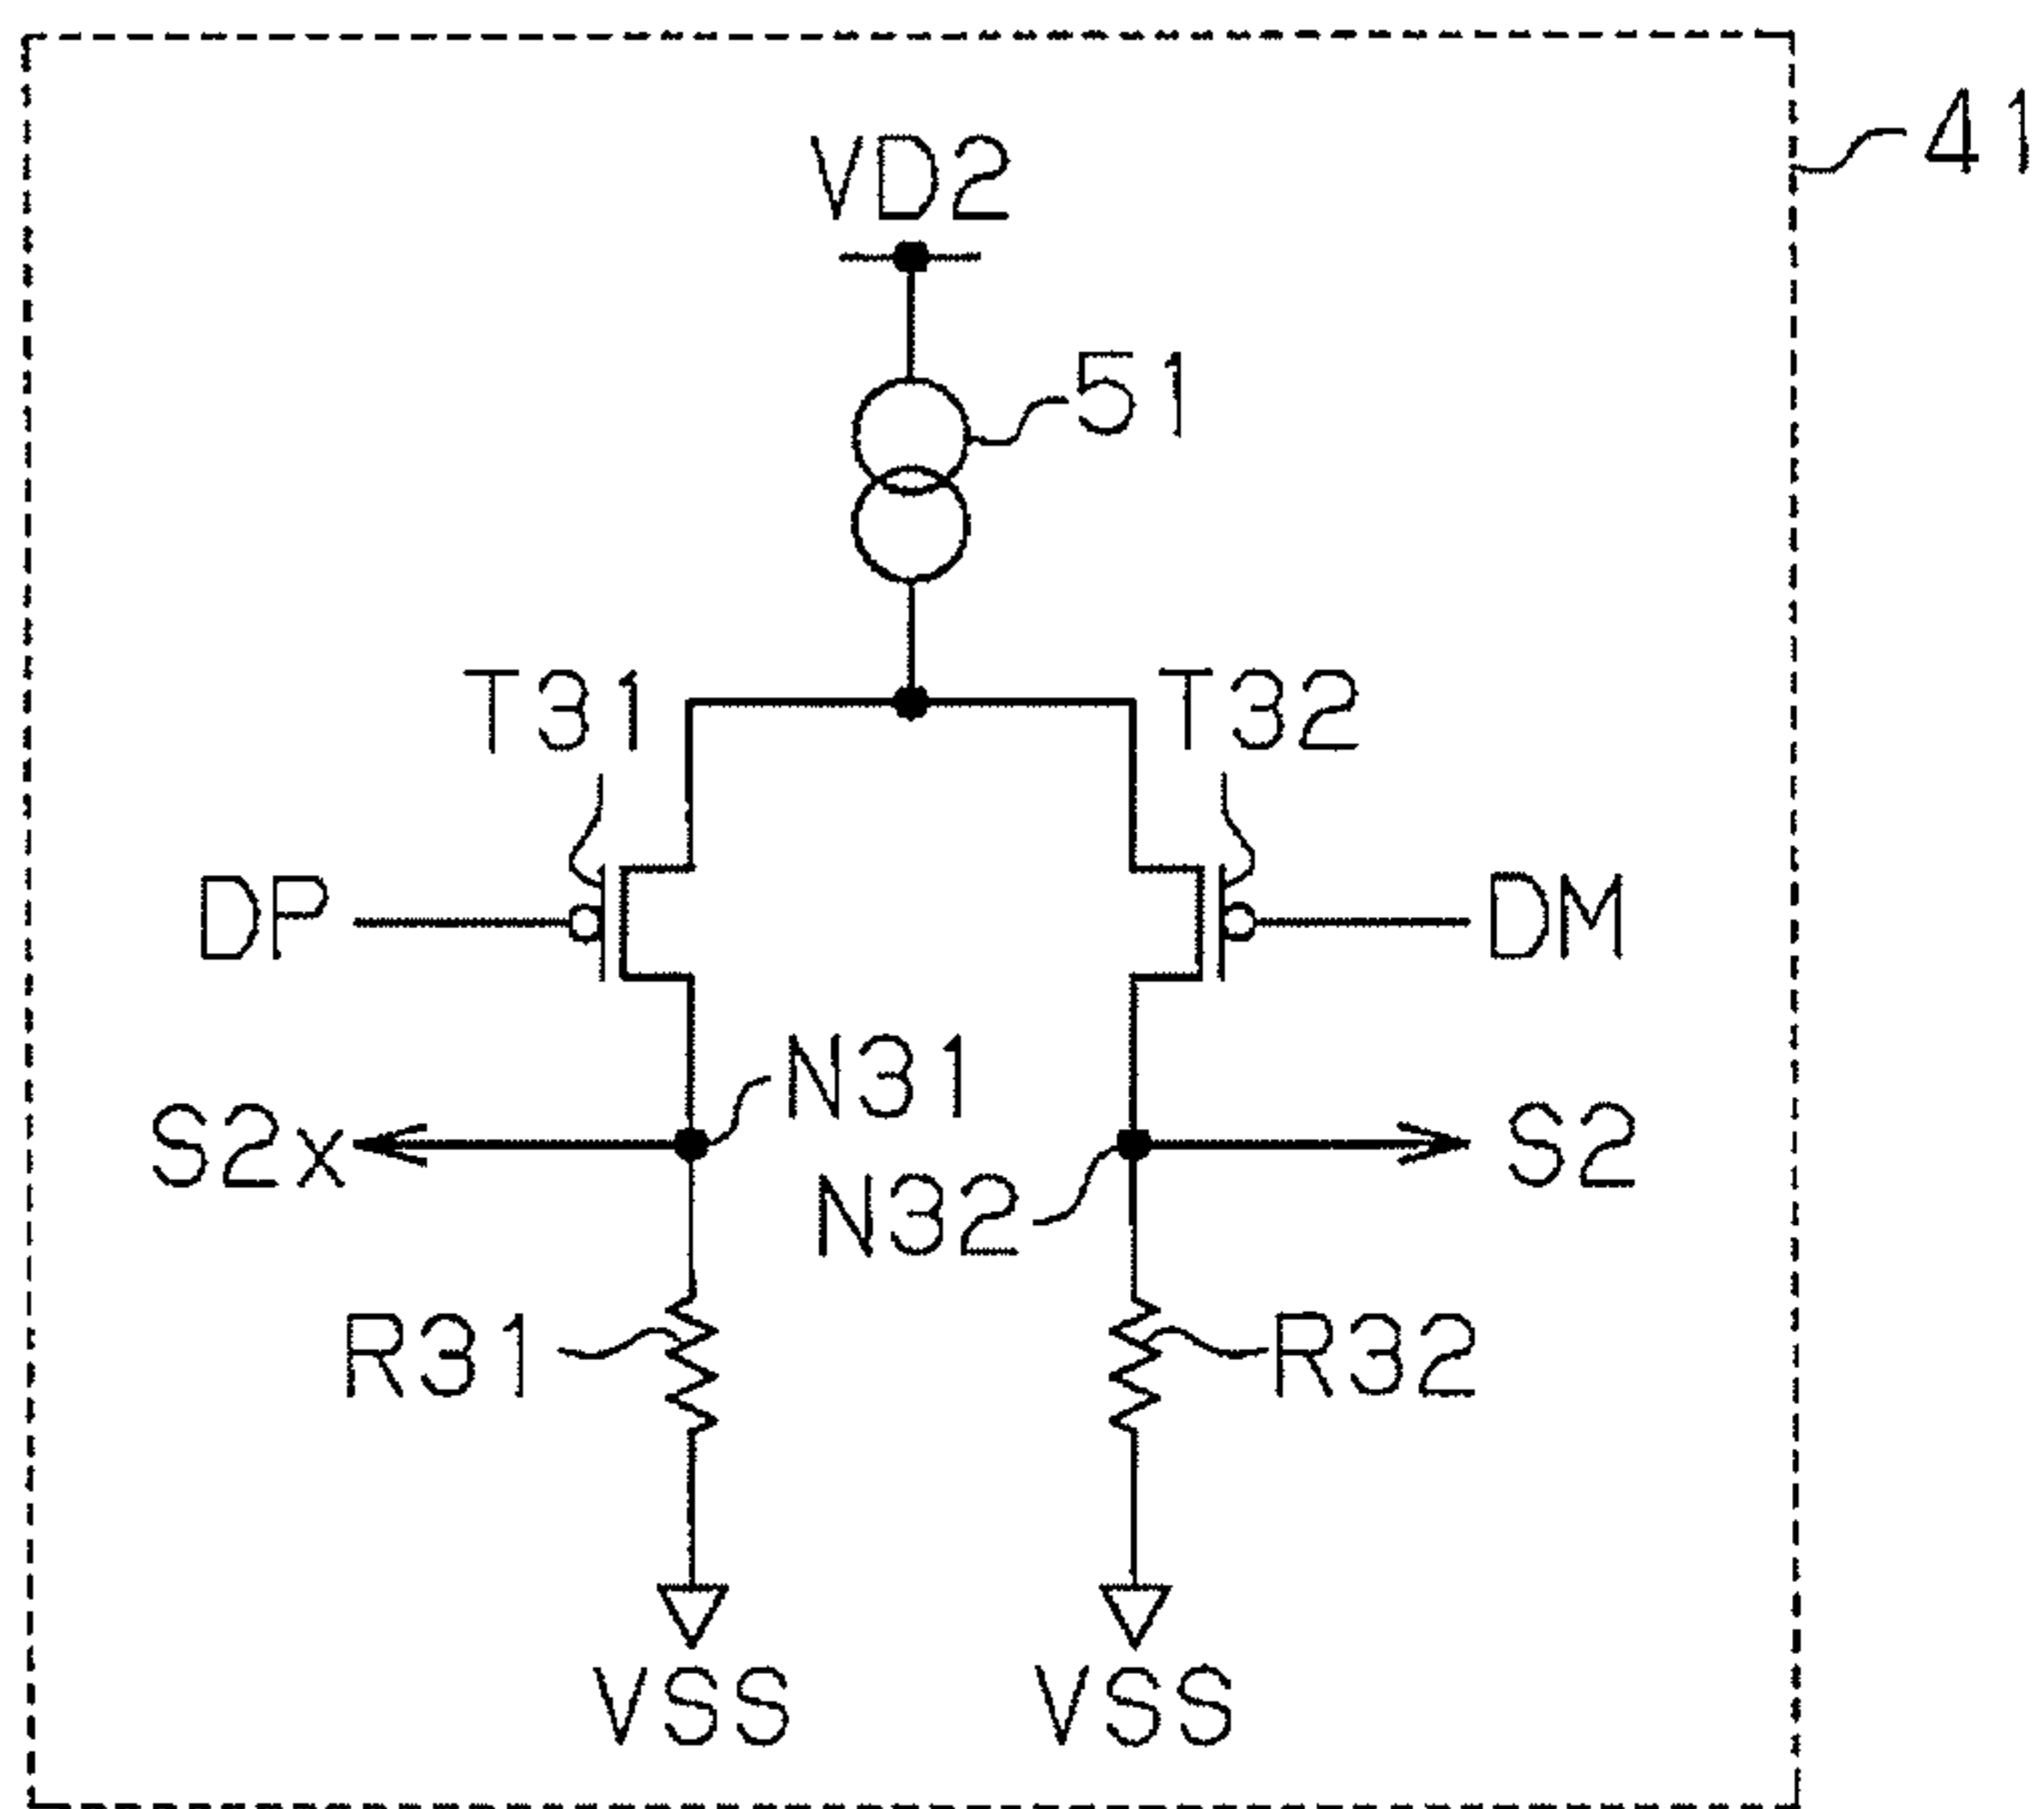 41
VD2
51
T31
T32
DP
DM
N31
S2x
S2
N32
R31
R32
VSS
VSS